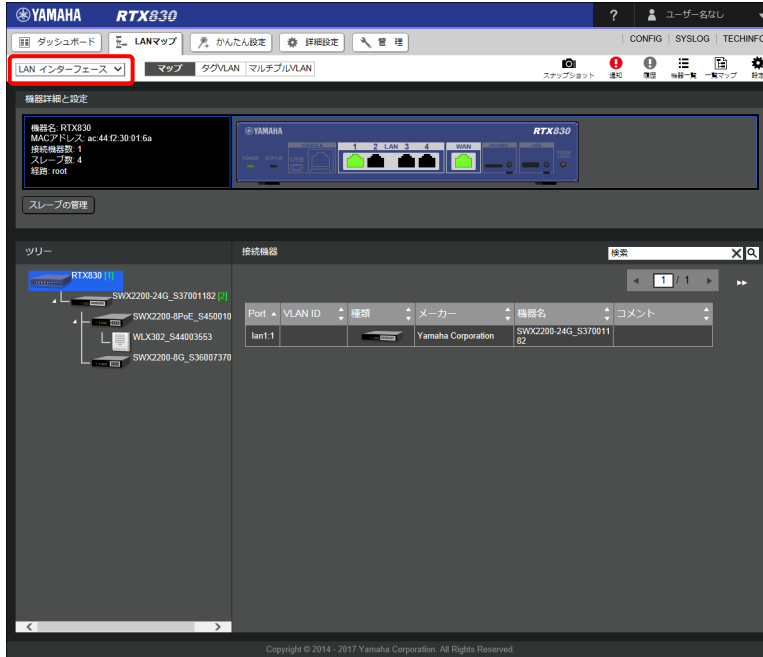 YAMAHA RTX830 ? ユーザー名なし
ダッシュボード LANマップ かんたん設定 詳細設定 管 理 CONFIG SYSLOG TECHINFO
LAN インターフェース マップ タグVLAN マルチプルVLAN スナップショット 通知 履歴 機器一覧 一覧マップ 設定
機器詳細と設定
機器名: RTX830
MACアドレス: ac:44:f2:30:01:6a
接続機器数: 1
スレーブ数: 4
経路: root
YAMAHA RTX830
1 2 LAN 3 4 WAN
POWER STATUS USB
スレーブの管理
ツリー 接続機器 検索
RTX830 [1]
1 / 1
SWX2200-24G_S37001182 [2]
SWX2200-8PoE_S450010
WLX302_S44003553
SWX2200-8G_S36007370
Port VLAN ID 種類 メーカー 機器名 コメント
lan1:1 Yamaha Corporation SWX2200-24G_S370011
82
Copyright © 2014 - 2017 Yamaha Corporation. All Rights Reserved.